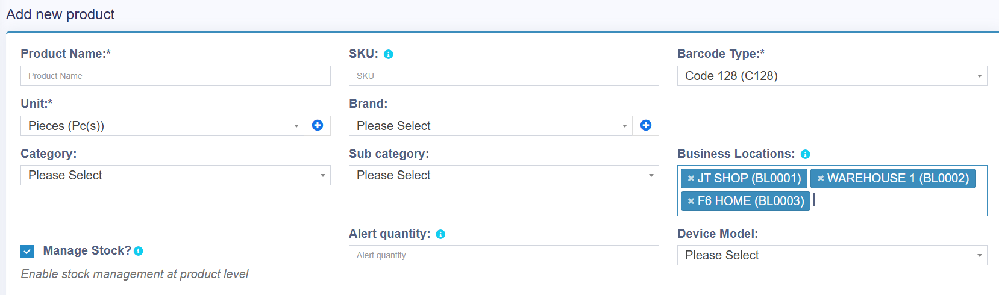 Add new product
Product Name:* SKU: Barcode Type:*
Product Name SKU Code 128 (C128)
Unit:* Brand:
Pieces (Pc(s)) Please Select
Category: Sub category: Business Locations:
Please Select Please Select × JT SHOP (BL0001) × WAREHOUSE 1 (BL0002)
× F6 HOME (BL0003)
Alert quantity: Device Model:
Manage Stock? Alert quantity Please Select
Enable stock management at product level